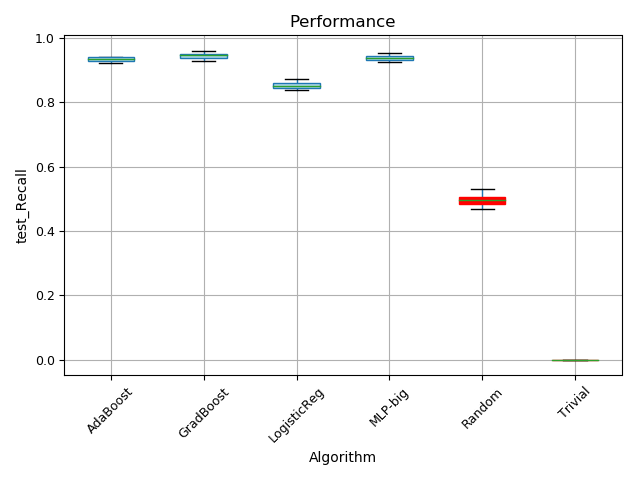 Performance
1.0
0.8
0.6
0.4
0.2
0.0
test_Recall
AdaBoost
GradBoost
LogisticReg
MLP-big
Random
Trivial
Algorithm